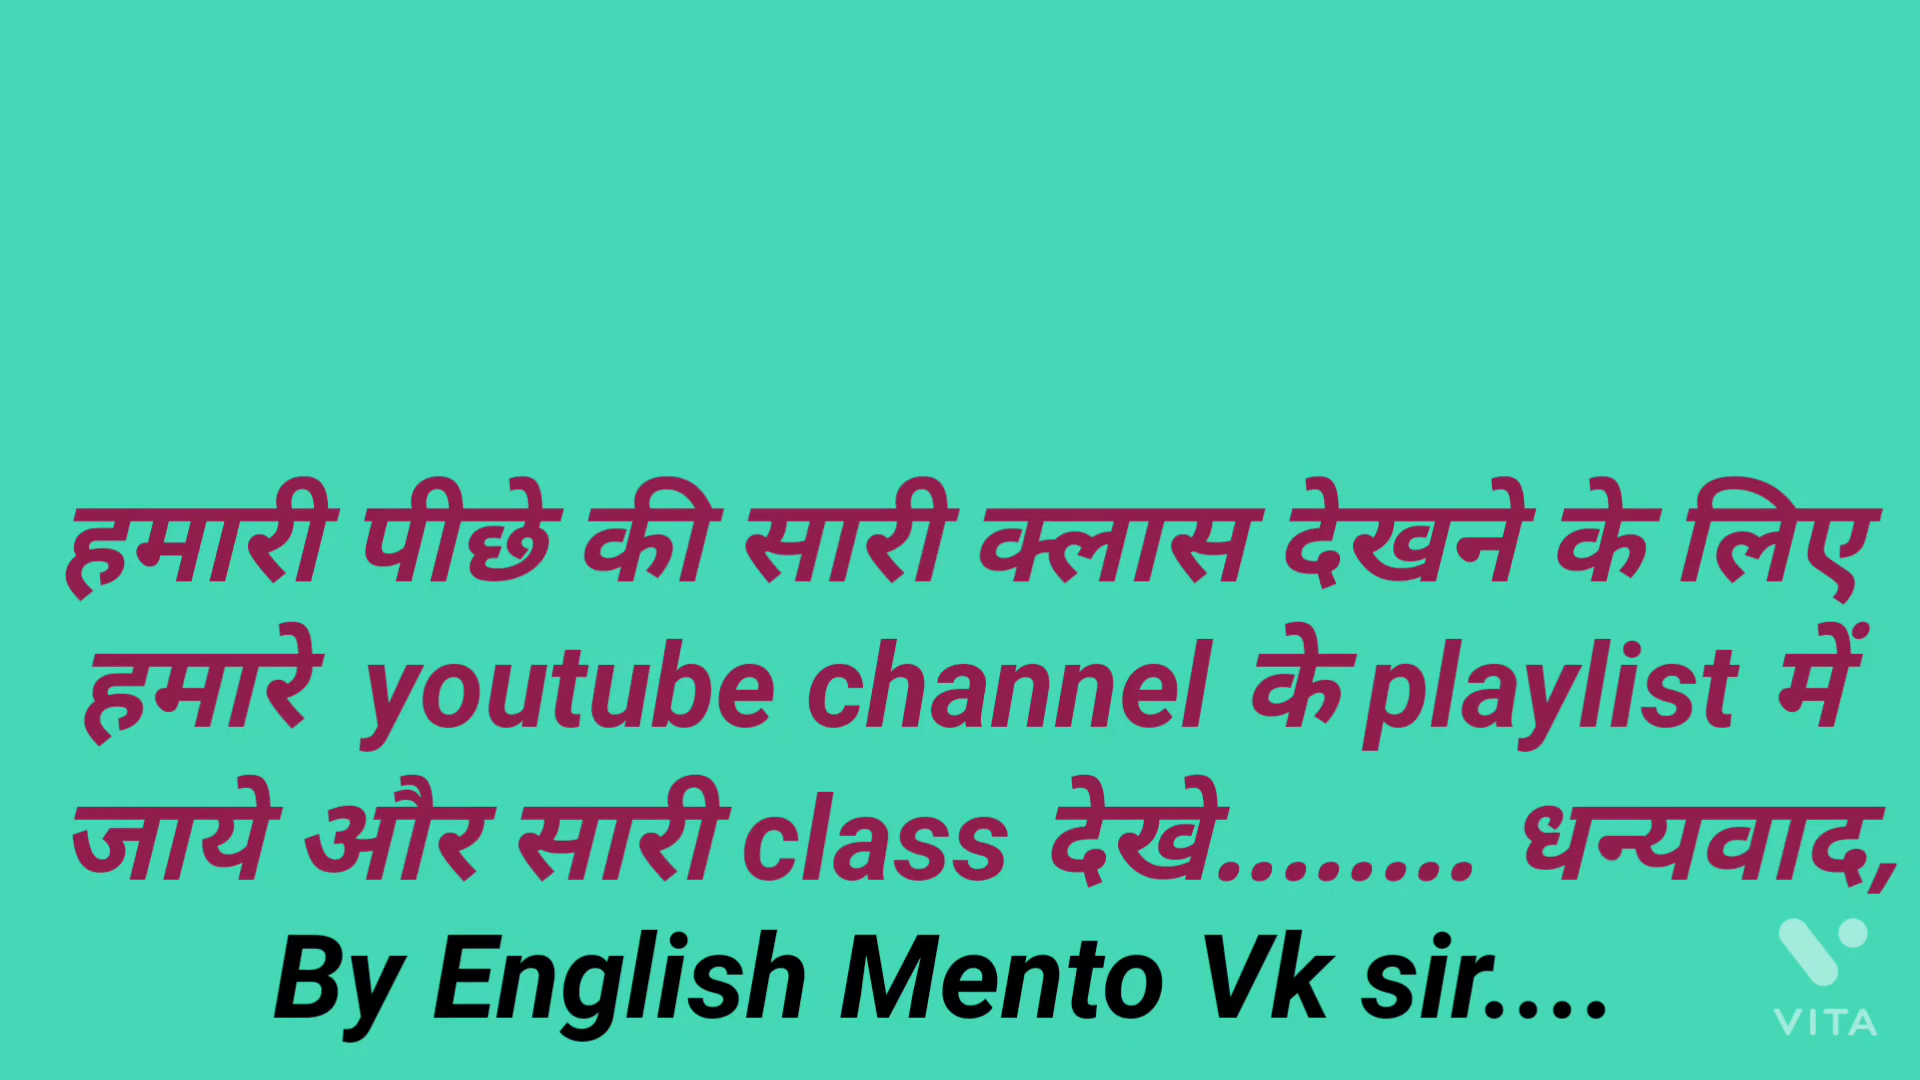 हमारी पीछे की सारी क्लास देखने के लिए
हमारे youtube channel के playlist में
जाये और सारी class देखे........ धन्यवाद,
By English Mento Vk sir....
VITA